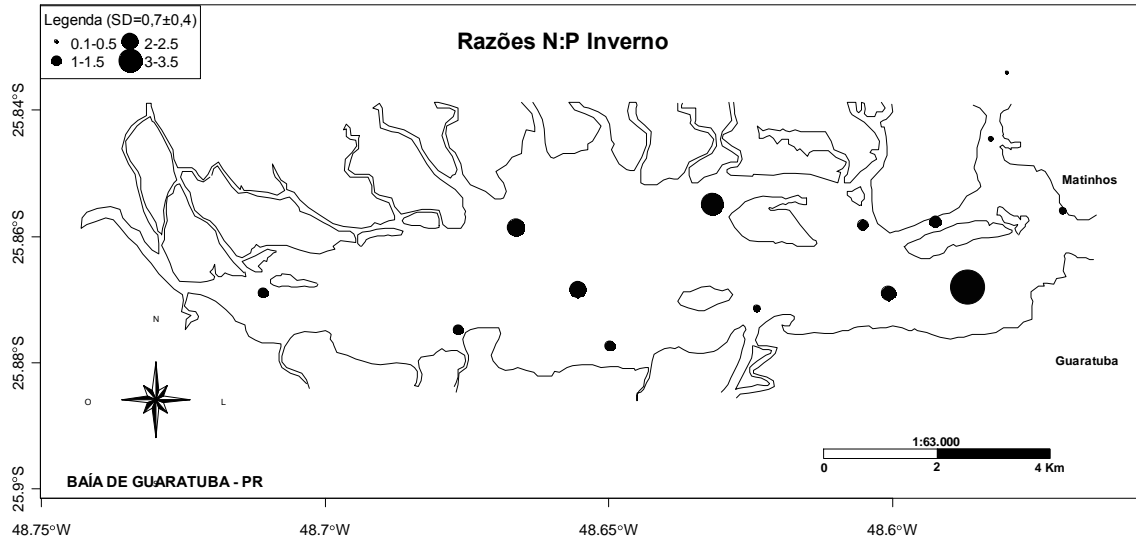 Legenda (SD=0,7±0,4)
0.1-0.5 2-2.5
1-1.5 3-3.5
Razões N:P Inverno
25.84°S
Matinhos
25.86°S
N
25.88°S
Guaratuba
O L
S
1:63.000
0 2 4 Km
BAÍA DE GUARATUBA - PR
25.9°S
48.75°W 48.7°W 48.65°W 48.6°W